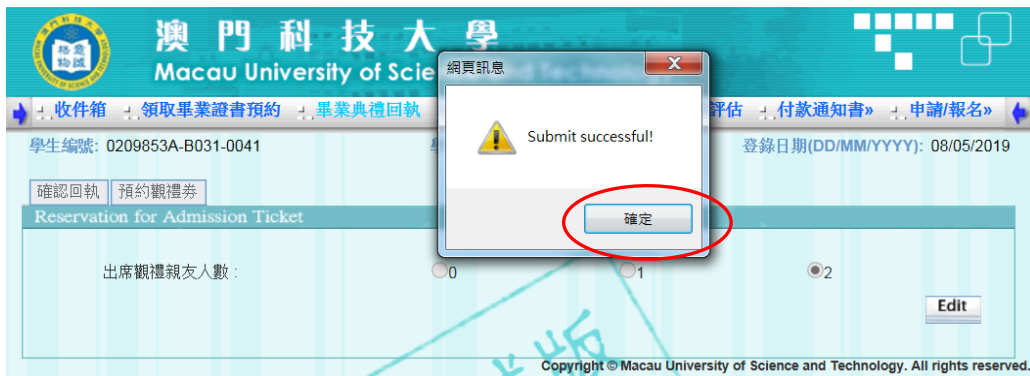 澳門科技大學
Macau University of Scie
網頁訊息
X
收件箱 領取畢業證書預約 畢業典禮回執 評估 付款通知書» 申請/報名»
Submit successful!
學生編號: 0209853A-B031-0041
登錄日期(DD/MM/YYYY): 08/05/2019
確認回執 預約觀禮券
確定
Reservation for Admission Ticket
出席觀禮親友人數 : 0 1 2
Edit
Copyright © Macau University of Science and Technology. All rights reserved.